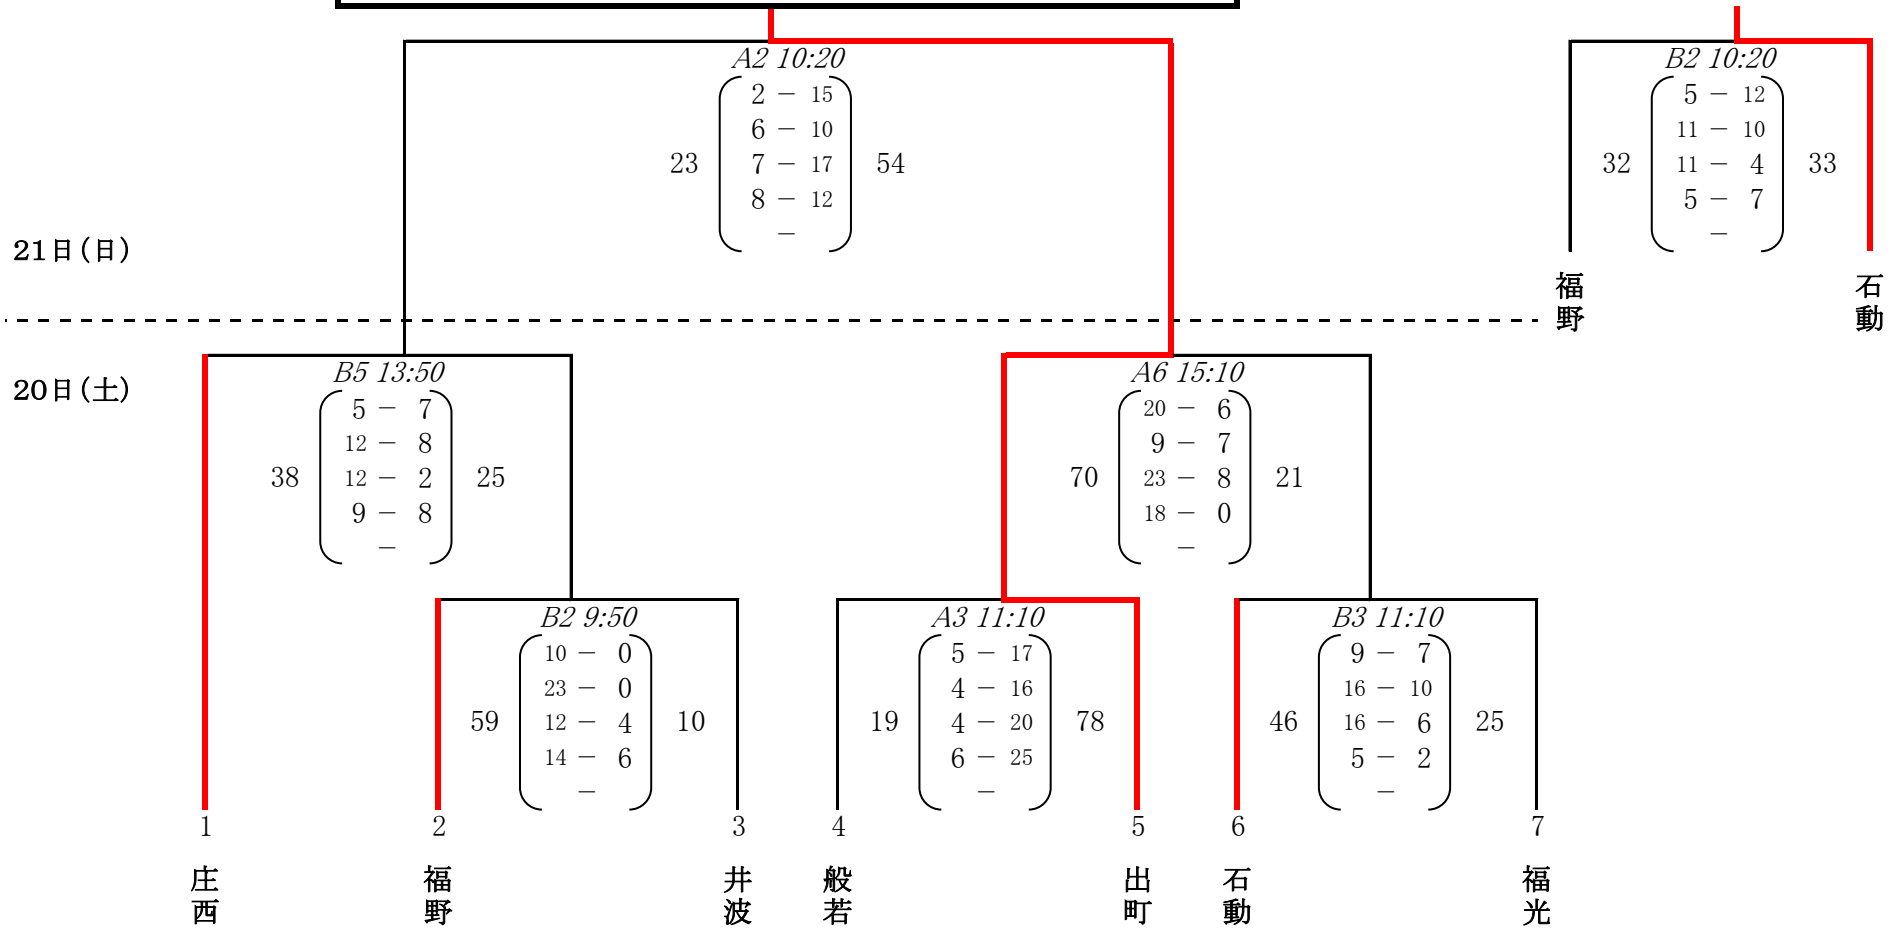 A2 10:20
2 － 15
6 － 10
23 7 － 17 54
8 － 12
－
B2 10:20
5 － 12
11 － 10
32 11 － 4 33
5 － 7
－
21日(日)
福野
石動
20日(土)
B5 13:50
5 － 7
12 － 8
38 12 － 2 25
9 － 8
－
A6 15:10
20 － 6
9 － 7
70 23 － 8 21
18 － 0
－
B2 9:50
10 － 0
23 － 0
59 12 － 4 10
14 － 6
－
A3 11:10
5 － 17
4 － 16
19 4 － 20 78
6 － 25
－
B3 11:10
9 － 7
16 － 10
46 16 － 6 25
5 － 2
－
1 2 3 4 5 6 7
庄西
福野
井波
般若
出町
石動
福光